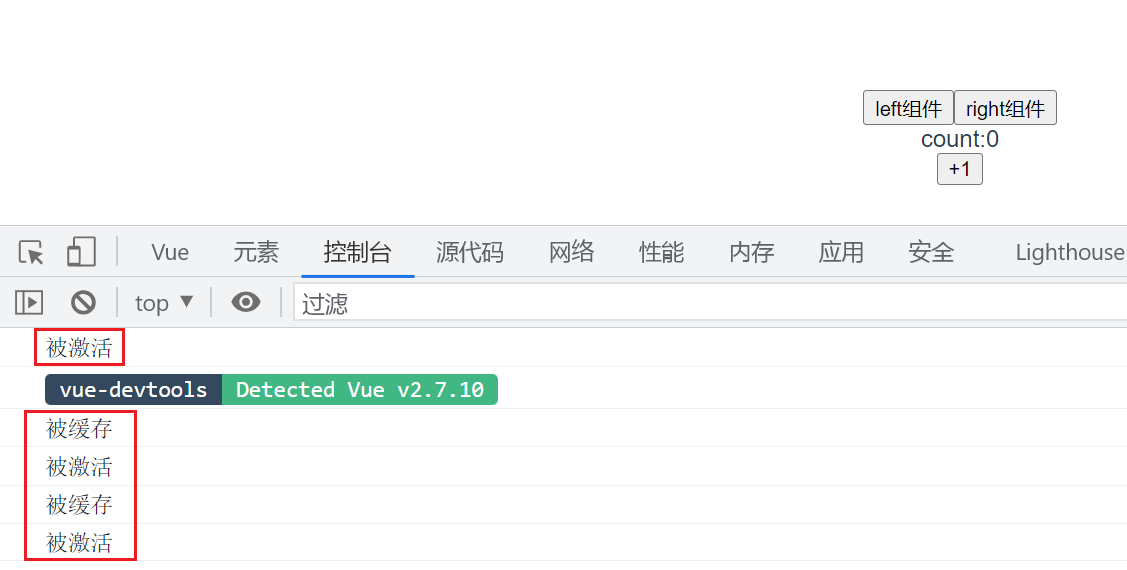 left组件 right组件
count:0
+1
Vue 元素 控制台 源代码 网络 性能 内存 应用 安全 Lighthouse
top ▼ 过滤
被激活
vue-devtools Detected Vue v2.7.10
被缓存
被激活
被缓存
被激活